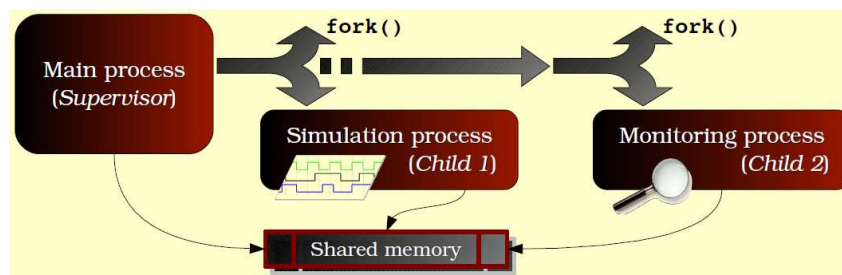 fork()
fork()
Main process
(Supervisor)
Simulation process
(Child 1)
Monitoring process
(Child 2)
Shared memory